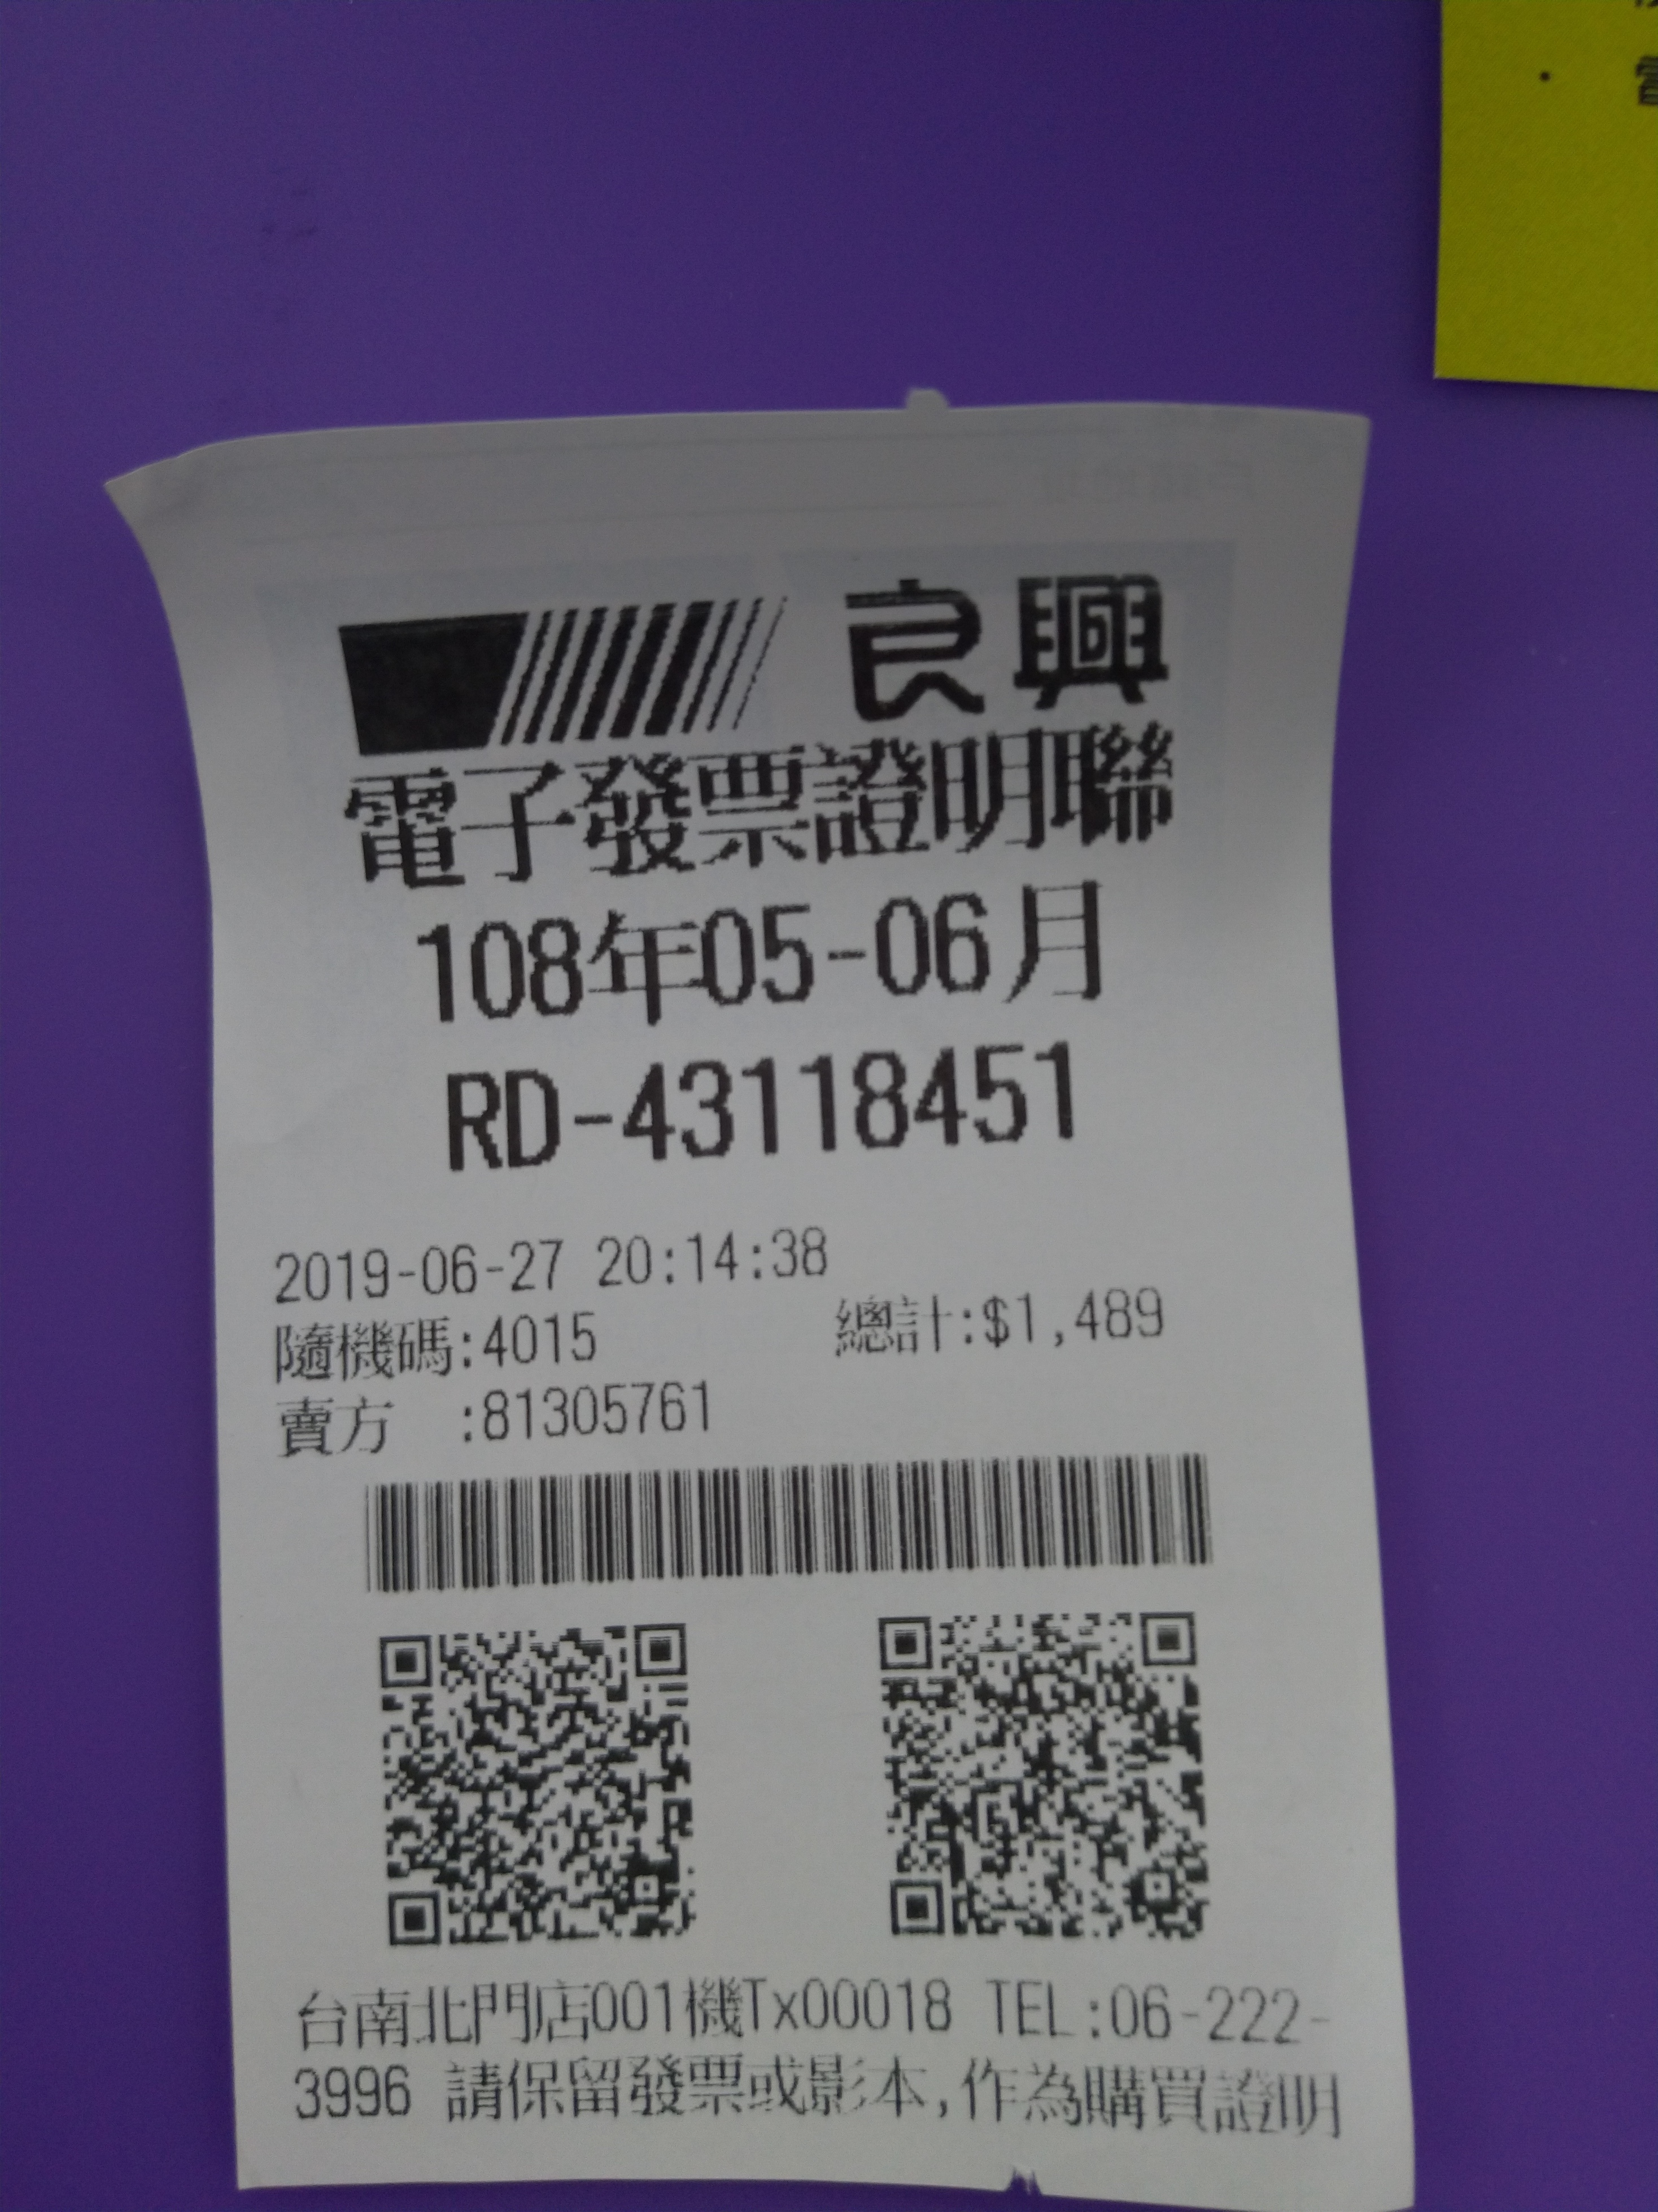 良興
電子發票證明聯
108年05-06月
RD-43118451
2019-06-27 20:14:38
隨機碼:4015 總計:$1,489
賣方 :81305761
台南北門店001機Tx00018 TEL:06-222-
3996 請保留發票或影本,作為購買證明